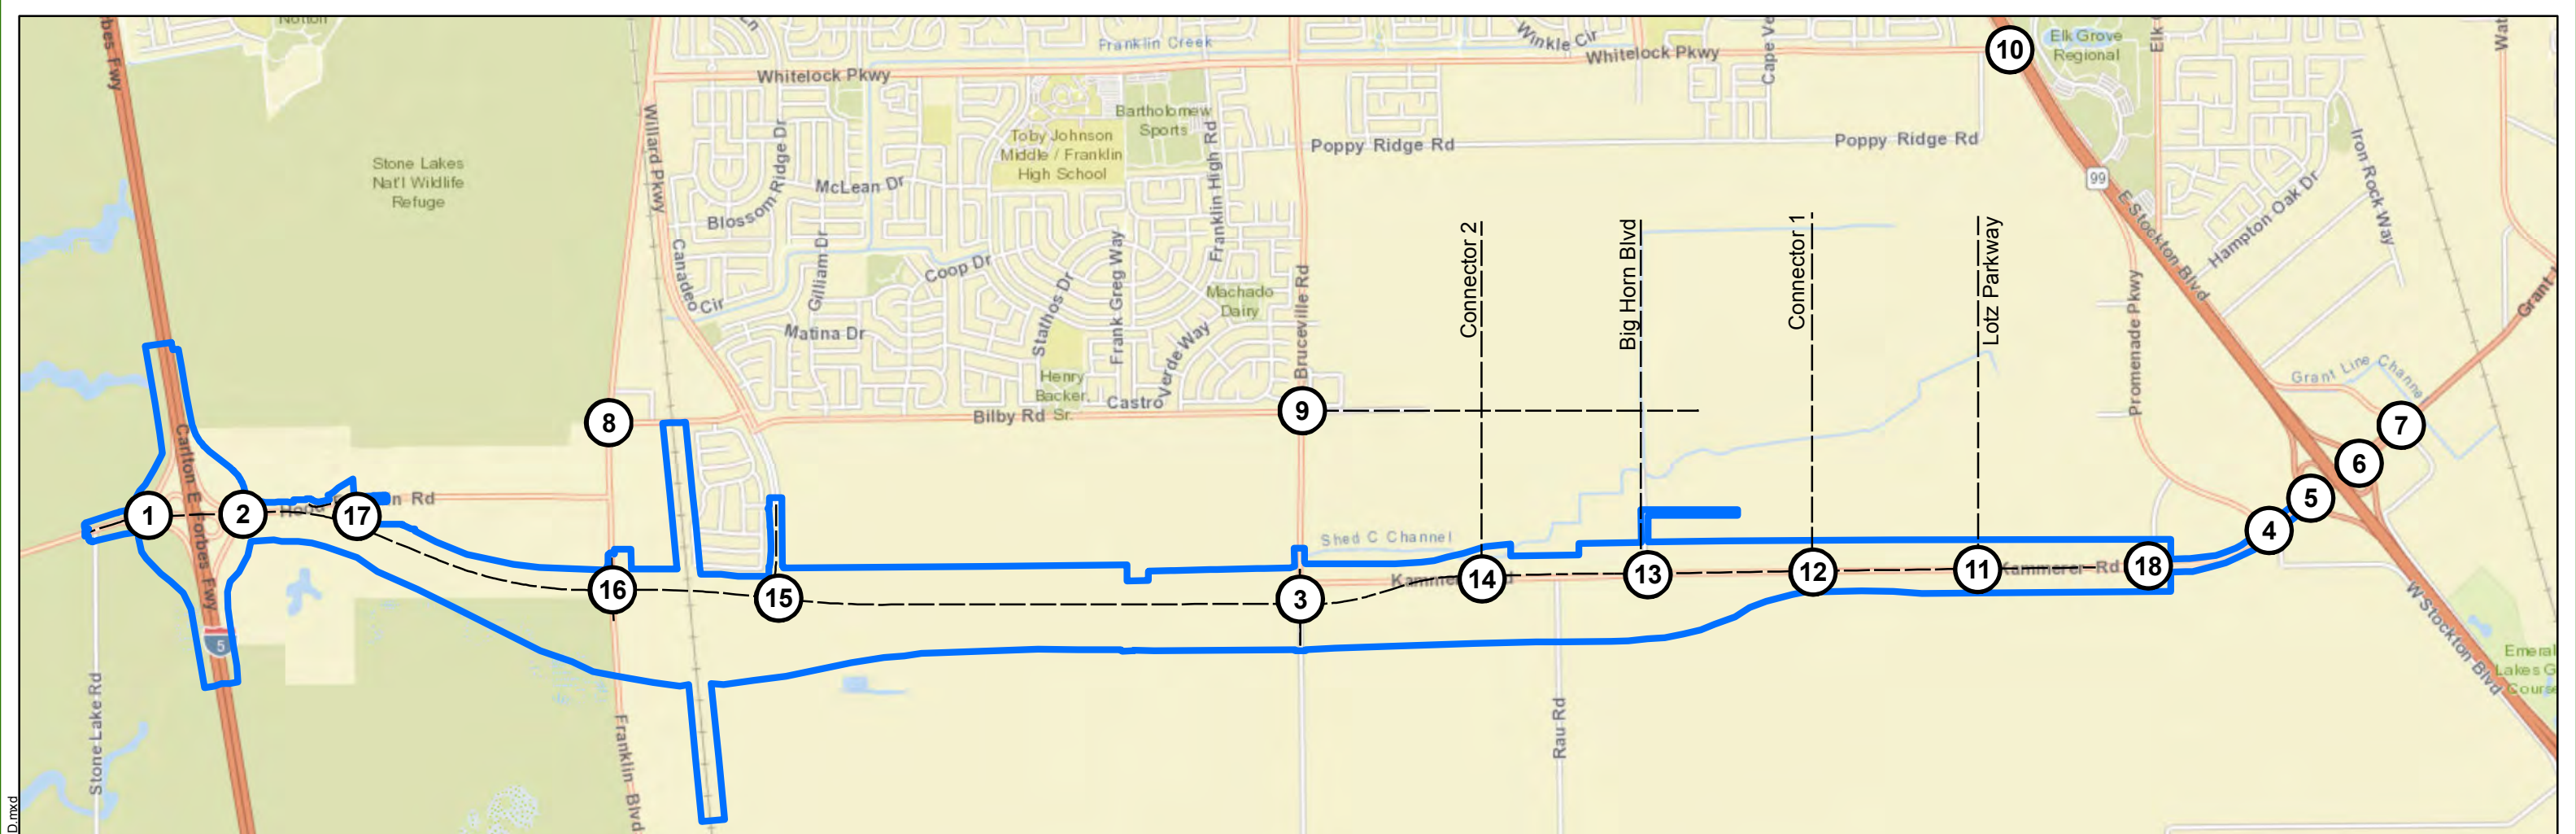 Franklin Creek
Winkle Cir
Whitelock Pkwy
Whitelock Pkwy
10
Elk Grove
Regional
Stone Lakes
Nat'l Wildlife
Refuge
Willard Pkwy
Blossom Ridge Dr
McLean Dr
Toby Johnson
Middle / Franklin
High School
Bartholomew
Sports
Franklin High Rd
Poppy Ridge Rd
Poppy Ridge Rd
99
E Stockton Blvd
Hampton Oak Dr
Iron Rock Way
Canadeo Cir
Gilliam Dr
Coop Dr
Matina Dr
Stathos Dr
Frank Greg Way
Verde Way
Machado
Dairy
Henry
Backer
Sr.
Castro
Bilby Rd
Bruceville Rd
Connector 2
Big Horn Blvd
Connector 1
Lotz Parkway
Promenade Pkwy
Grant Line Channel
Grant
8
9
7
6
5
4
Carlton E Forbes Fwy
1
2
17
n Rd
Shed C Channel
16
15
3
14
Kammerer Rd
13
12
11
Kammerer Rd
18
5
Stone Lake Rd
Franklin Blvd
Rau Rd
W Stockton Blvd
D.mxd